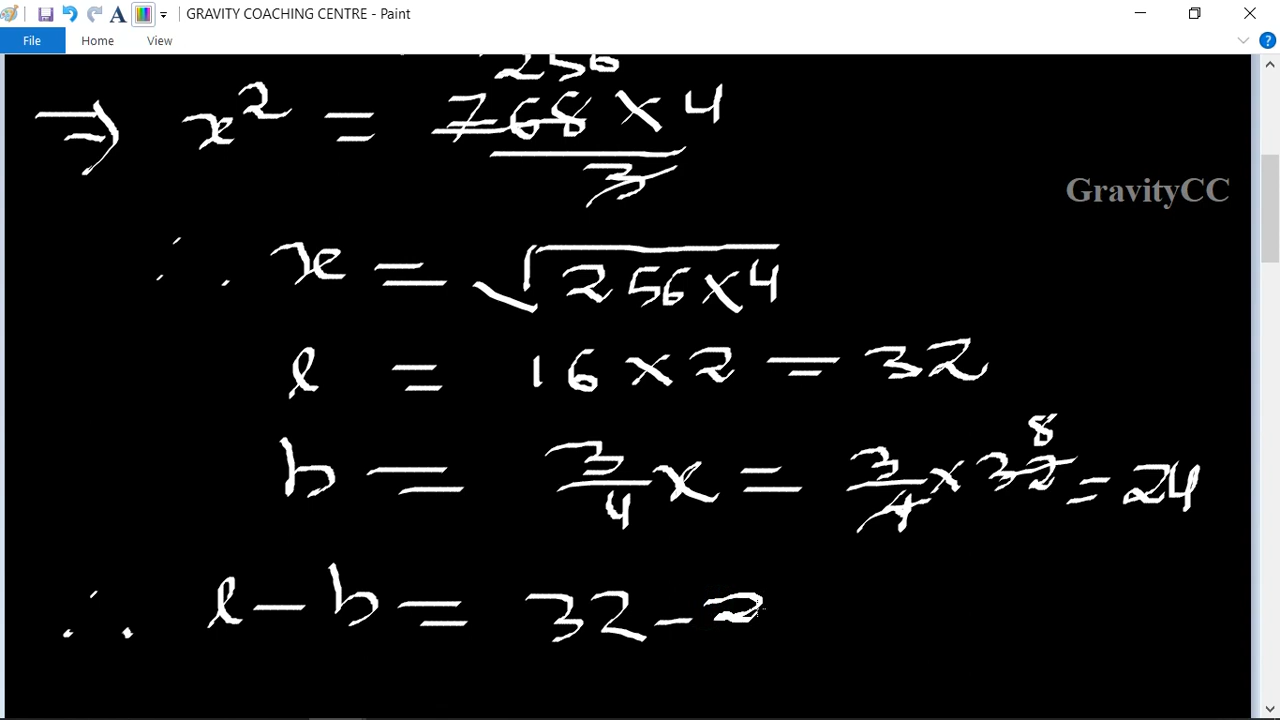 GRAVITY COACHING CENTRE - Paint
File Home View
256
⇒ x² = 768 × 4
3
GravityCC
∴ x = √256×4
l = 16 × 2 = 32
b = 3/4 x = 3/4 × 32 8 = 24
∴ l - b = 32 - 2